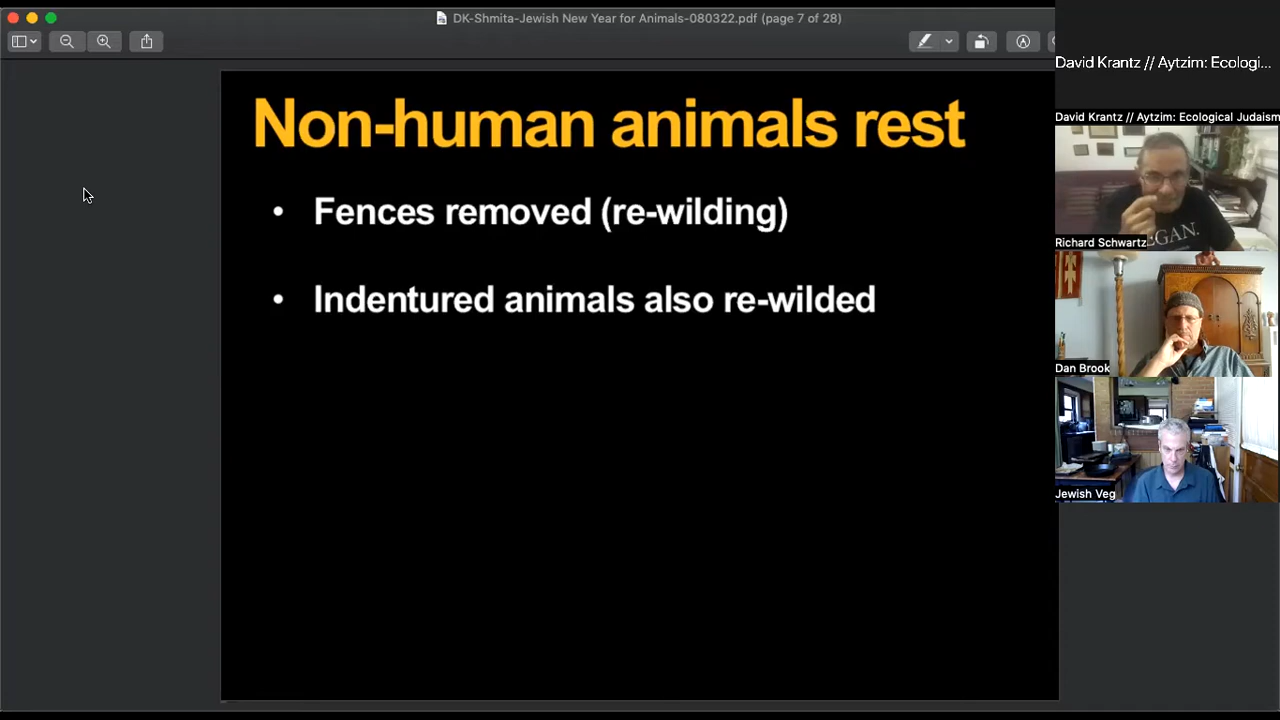 DK-Shmita-Jewish New Year for Animals-080322.pdf (page 7 of 28)
David Krantz // Aytzim: Ecologi...
David Krantz // Aytzim: Ecological Judaism
Non-human animals rest
• Fences removed (re-wilding)
• Indentured animals also re-wilded
EGAN.
Richard Schwartz
Dan Brook
Jewish Veg